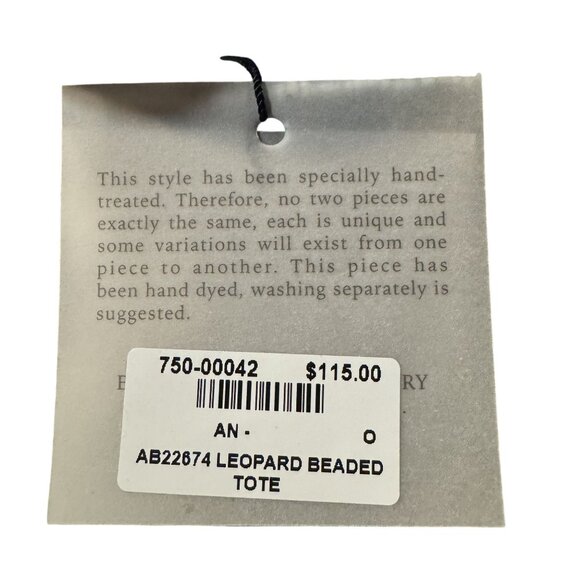 This style has been specially hand-
treated. Therefore, no two pieces are
exactly the same, each is unique and
some variations will exist from one
piece to another. This piece has
been hand dyed, washing separately is
suggested.
750-00042 $115.00
AN - O
AB22674 LEOPARD BEADED
TOTE